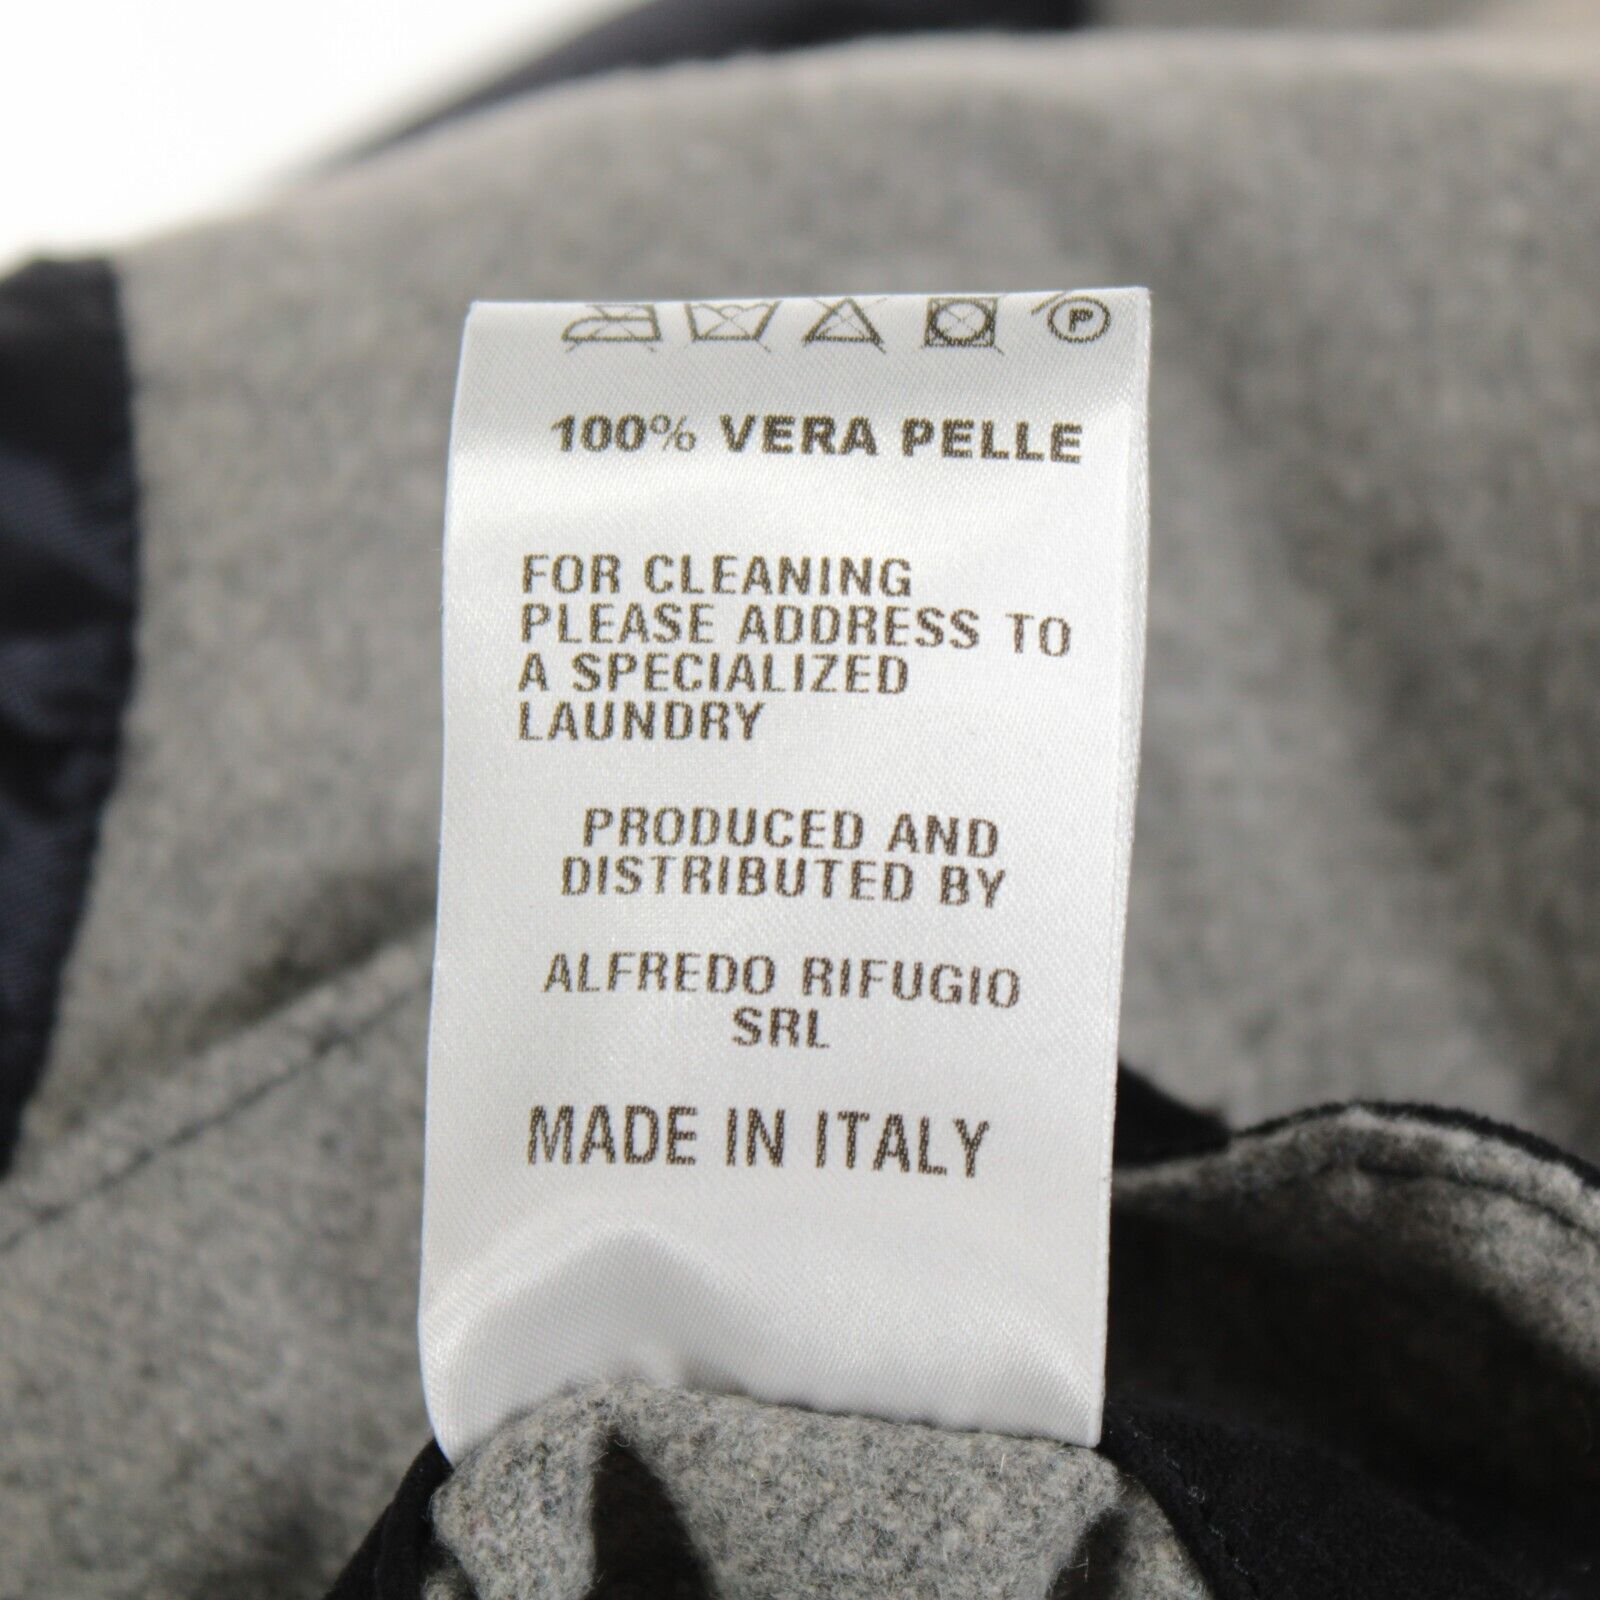 P
100% VERA PELLE
FOR CLEANING
PLEASE ADDRESS TO
A SPECIALIZED
LAUNDRY
PRODUCED AND
DISTRIBUTED BY
ALFREDO RIFUGIO
SRL
MADE IN ITALY